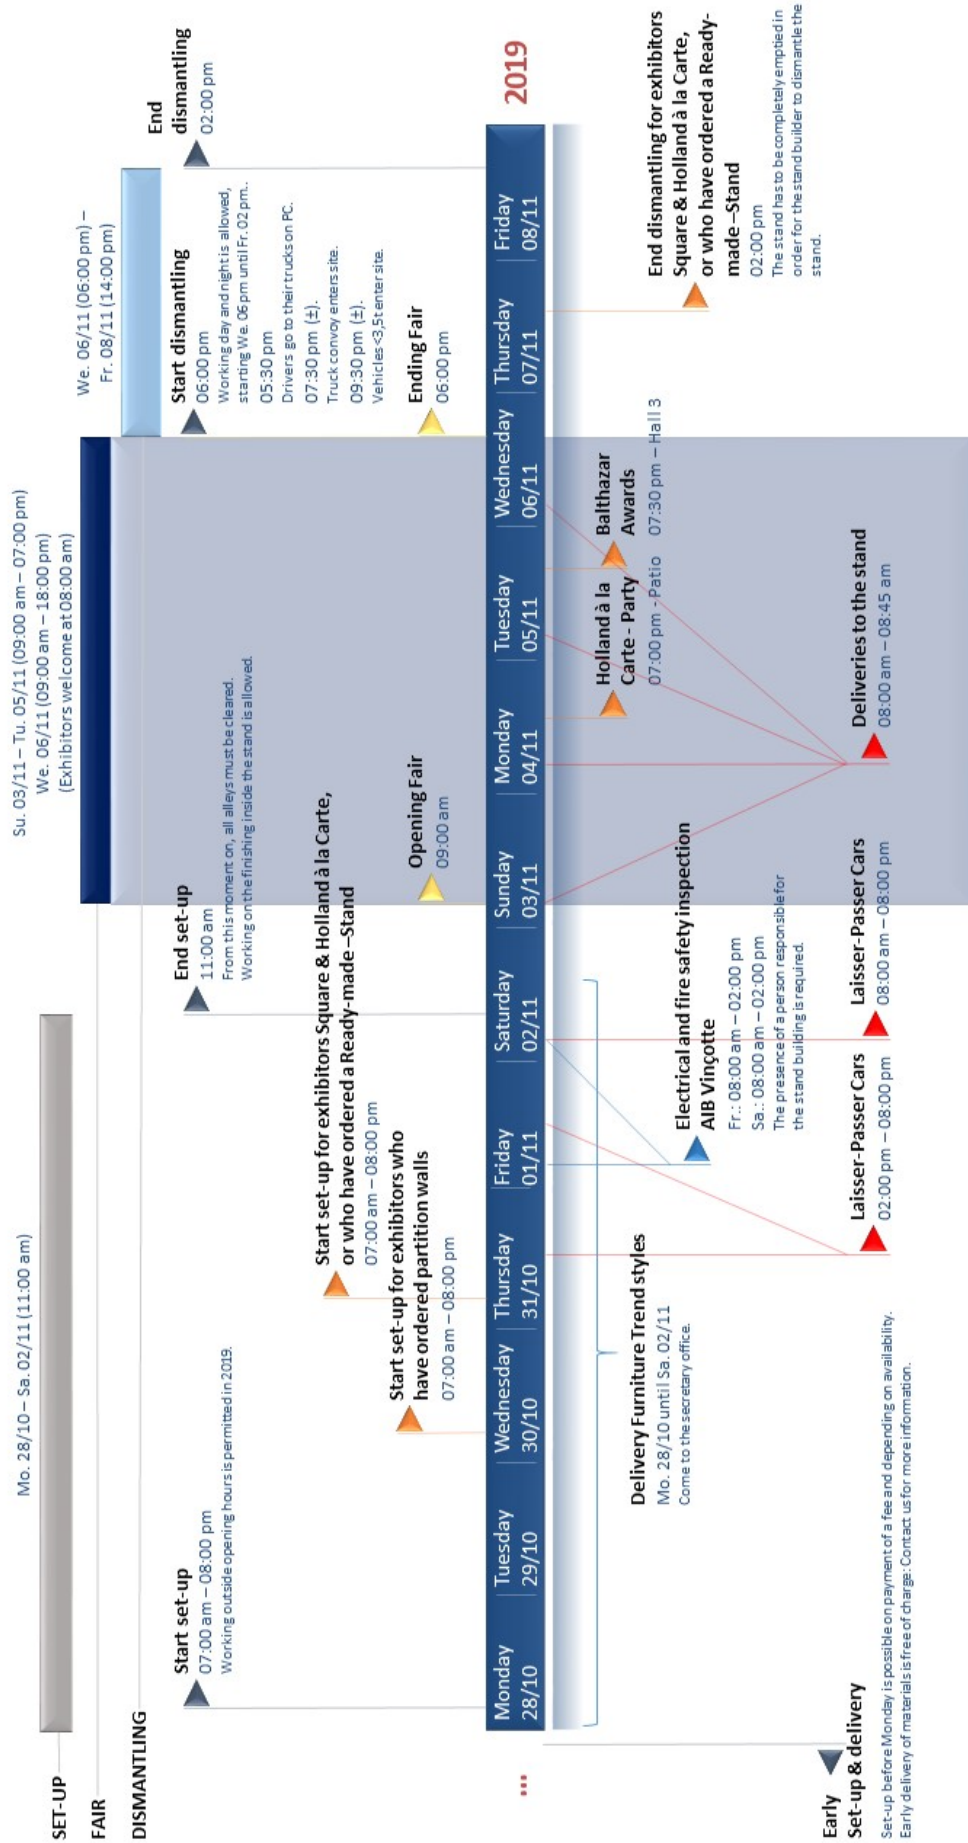 SET-UP
Mo. 28/10 – Sa. 02/11 (11:00 am)
FAIR
Su. 03/11 – Tu. 05/11 (09:00 am – 07:00 pm)
We. 06/11 (09:00 am – 18:00 pm)
(Exhibitors welcome at 08:00 am)
DISMANTLING
We. 06/11 (06:00 pm) –
Fr. 08/11 (14:00 pm)
Start set-up
07:00 am – 08:00 pm
Working outside opening hours is permitted in 2019.
End set-up
11:00 am
From this moment on, all alleys must be cleared.
Working on the finishing inside the stand is allowed.
Start dismantling
06:00 pm
Working day and night is allowed,
starting We. 06 pm until Fr. 02 pm..
05:30 pm
Drivers go to their trucks on PC.
07:30 pm (±).
Truck convoy enters site.
09:30 pm (±).
Vehicles <3,5t enter site.
End
dismantling
02:00 pm
Start set-up for exhibitors Square & Holland à la Carte,
or who have ordered a Ready-made –Stand
07:00 am – 08:00 pm
Start set-up for exhibitors who
have ordered partition walls
07:00 am – 08:00 pm
Opening Fair
09:00 am
Ending Fair
06:00 pm
...
Monday
28/10
Tuesday
29/10
Wednesday
30/10
Thursday
31/10
Friday
01/11
Saturday
02/11
Sunday
03/11
Monday
04/11
Tuesday
05/11
Wednesday
06/11
Thursday
07/11
Friday
08/11
2019
Delivery Furniture Trend styles
Mo. 28/10 until Sa. 02/11
Come to the secretary office.
Electrical and fire safety inspection
AIB Vinçotte
Fr.: 08:00 am – 02:00 pm
Sa.: 08:00 am – 02:00 pm
The presence of a person responsible for
the stand building is required.
Holland à la
Carte - Party
07:00 pm - Patio
Balthazar
Awards
07:30 pm – Hall 3
End dismantling for exhibitors
Square & Holland à la Carte,
or who have ordered a Ready-
made –Stand
02:00 pm
The stand has to be completely emptied in
order for the stand builder to dismantle the
stand.
Early
Set-up & delivery
Set-up before Monday is possible on payment of a fee and depending on availability.
Early delivery of materials is free of charge: Contact us for more information.
Laisser-Passer Cars
02:00 pm – 08:00 pm
Laisser-Passer Cars
08:00 am – 08:00 pm
Deliveries to the stand
08:00 am – 08:45 am